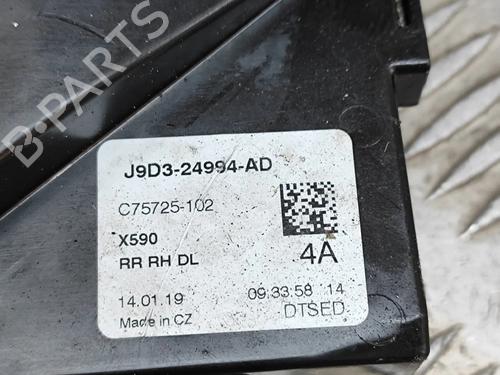 B-PARTS
J9D3-24994-AD
C75725-102
X590
RR RH DL
4A
14.01.19 09:33:58 14
Made in CZ DTSED